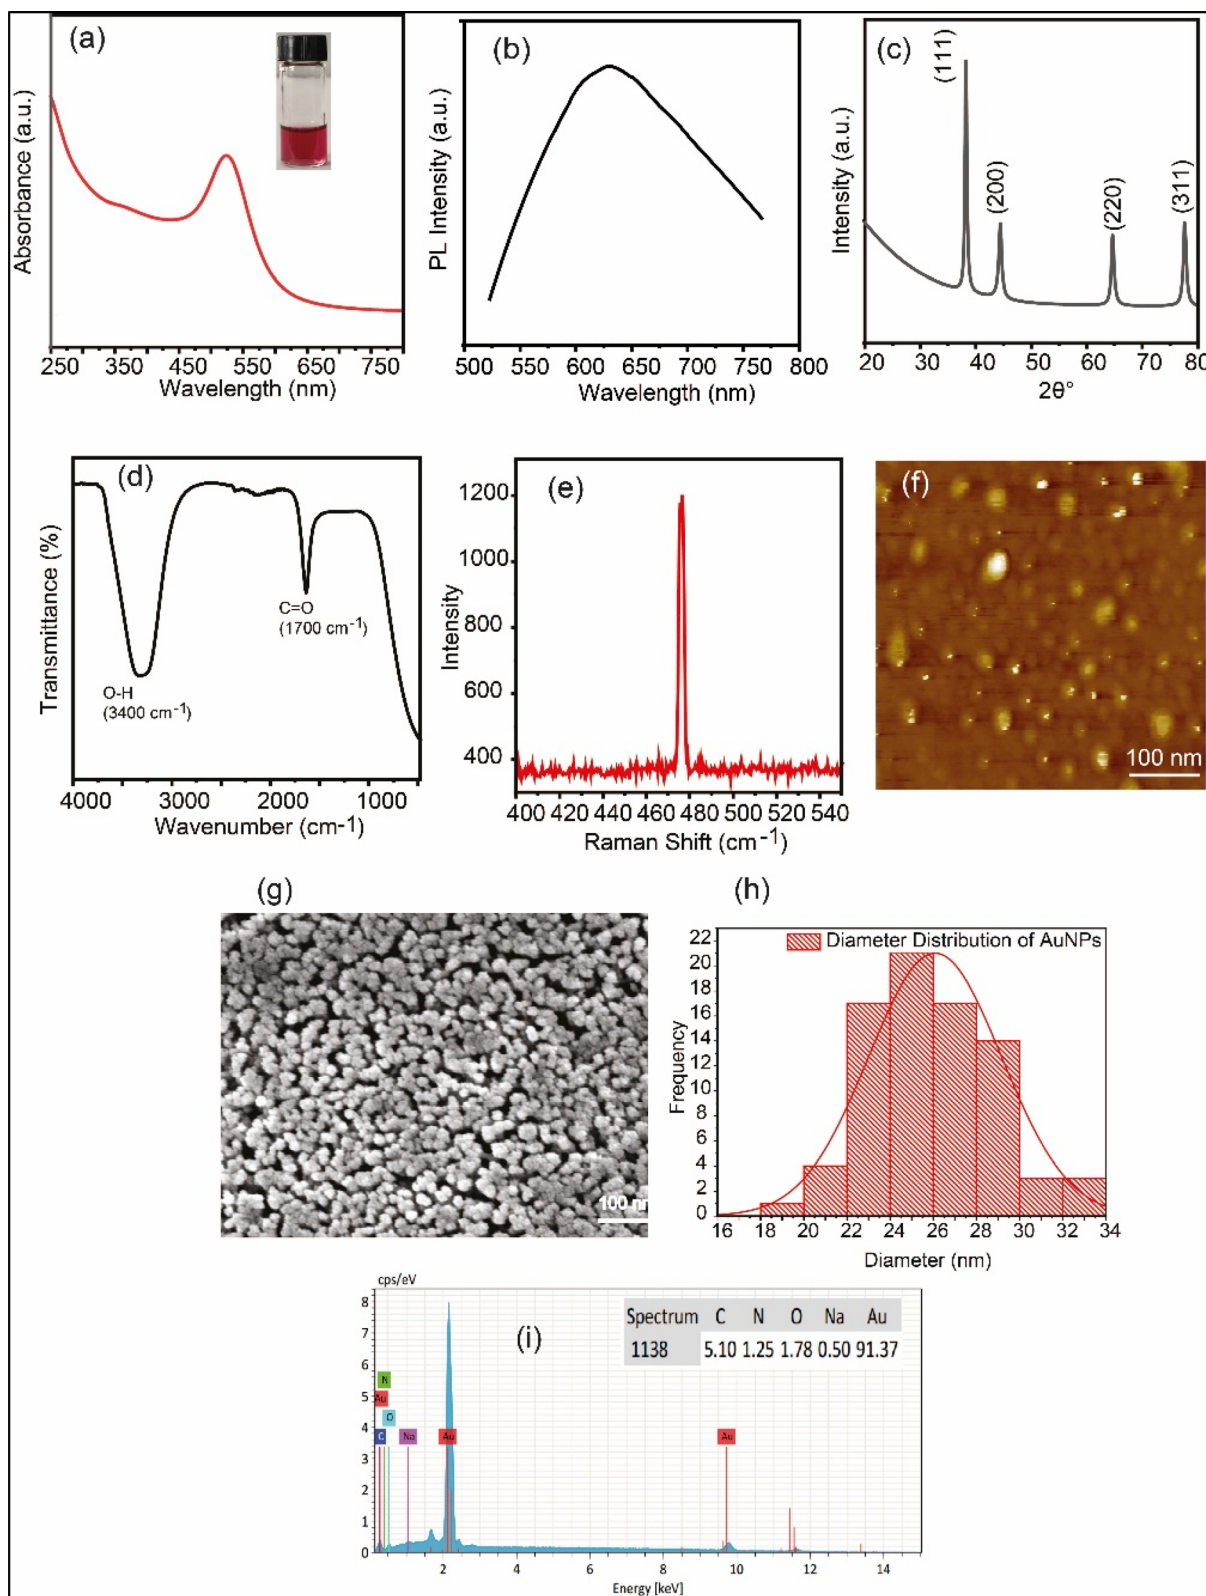 (a)
Absorbance (a.u.)
250 350 450 550 650 750
Wavelength (nm)
(b)
PL Intensity (a.u.)
500 550 600 650 700 750 800
Wavelength (nm)
(c)
(111)
(200)
(220)
(311)
Intensity (a.u.)
20 30 40 50 60 70 80
2θ°
(d)
Transmittance (%)
C=O
(1700 cm-1)
O-H
(3400 cm-1)
4000 3000 2000 1000
Wavenumber (cm-1)
(e)
1200
1000
800
600
400
Intensity
400 420 440 460 480 500 520 540
Raman Shift (cm-1)
(f)
100 nm
(g)
100 nm
(h)
Diameter Distribution of AuNPs
22
20
16
14
12
10
8
6
4
2
0
Frequency
16 18 20 22 24 26 28 30 32 34
Diameter (nm)
cps/eV
(i)
Spectrum C N O Na Au
1138 5.10 1.25 1.78 0.50 91.37
8
7
6
5
4
3
2
1
0
N
Au
O
C Na Au Au
2 4 6 8 10 12 14
Energy [keV]